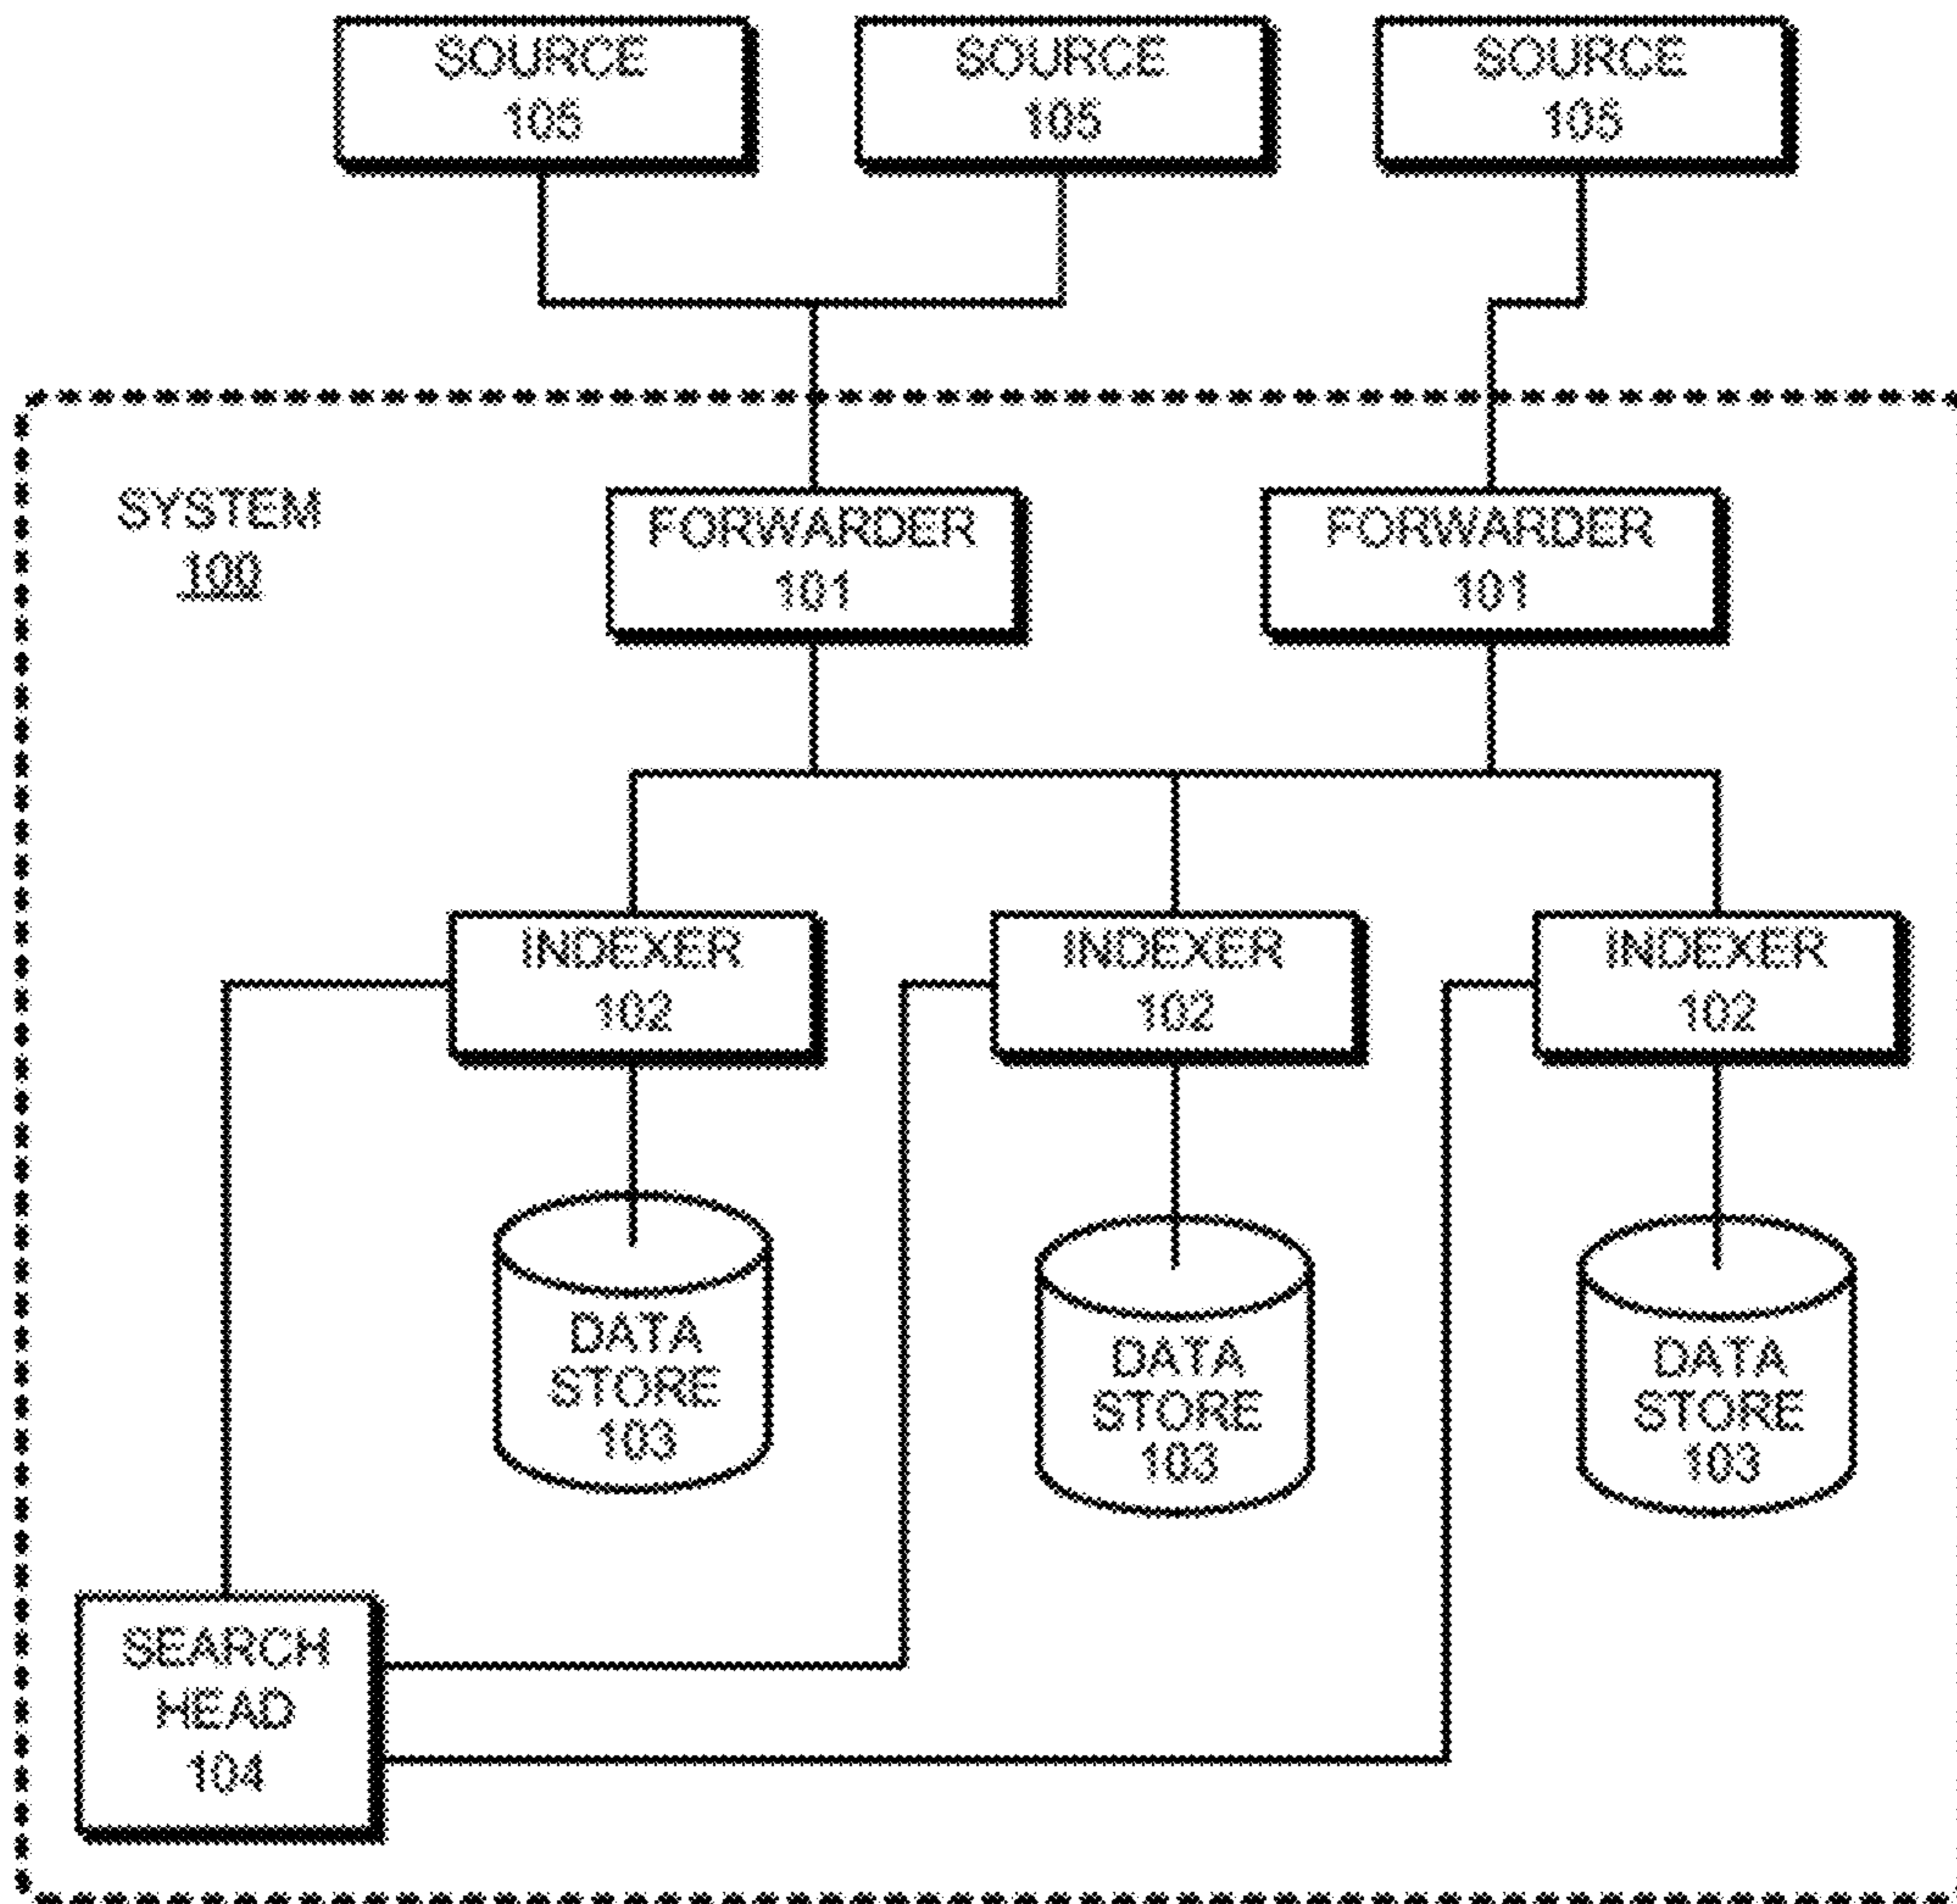 SOURCE
105
SOURCE
105
SOURCE
105
SYSTEM
100
FORWARDER
101
FORWARDER
101
INDEXER
102
INDEXER
102
INDEXER
102
DATA
STORE
103
DATA
STORE
103
DATA
STORE
103
SEARCH
HEAD
104